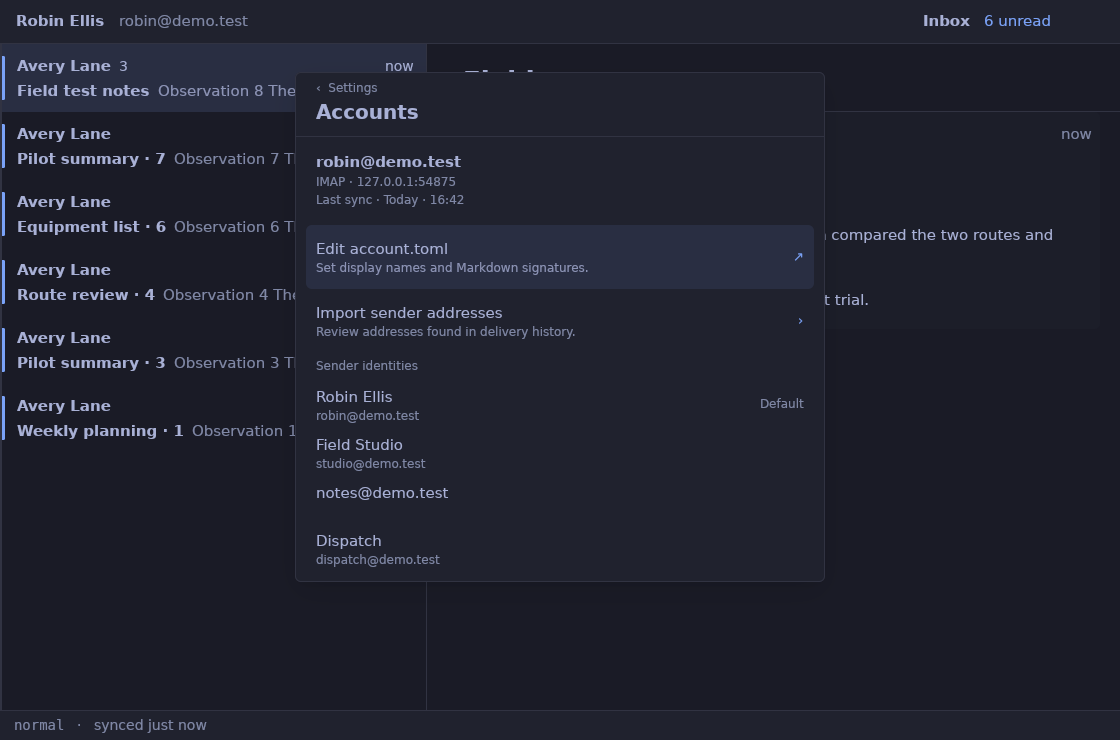 Robin Ellis robin@demo.test
Inbox 6 unread
Avery Lane 3 now
Field test notes Observation 8 The
Avery Lane
Pilot summary · 7 Observation 7
Avery Lane
Equipment list · 6 Observation 6
Avery Lane
Route review · 4 Observation 4 The
Avery Lane
Pilot summary · 3 Observation 3
Avery Lane
Weekly planning · 1 Observation 1
‹ Settings
Accounts
robin@demo.test
IMAP · 127.0.0.1:54875
Last sync · Today · 16:42
Edit account.toml
Set display names and Markdown signatures.
↗
Import sender addresses
Review addresses found in delivery history.
›
Sender identities
Robin Ellis
robin@demo.test
Default
Field Studio
studio@demo.test
notes@demo.test
Dispatch
dispatch@demo.test
now
compared the two routes and
trial.
normal · synced just now